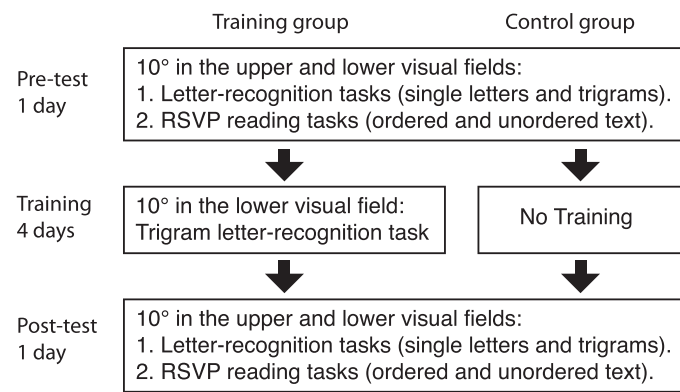 Training group
Control group
Pre-test
1 day
10° in the upper and lower visual fields:
1. Letter-recognition tasks (single letters and trigrams).
2. RSVP reading tasks (ordered and unordered text).
Training
4 days
10° in the lower visual field:
Trigram letter-recognition task
No Training
Post-test
1 day
10° in the upper and lower visual fields:
1. Letter-recognition tasks (single letters and trigrams).
2. RSVP reading tasks (ordered and unordered text).